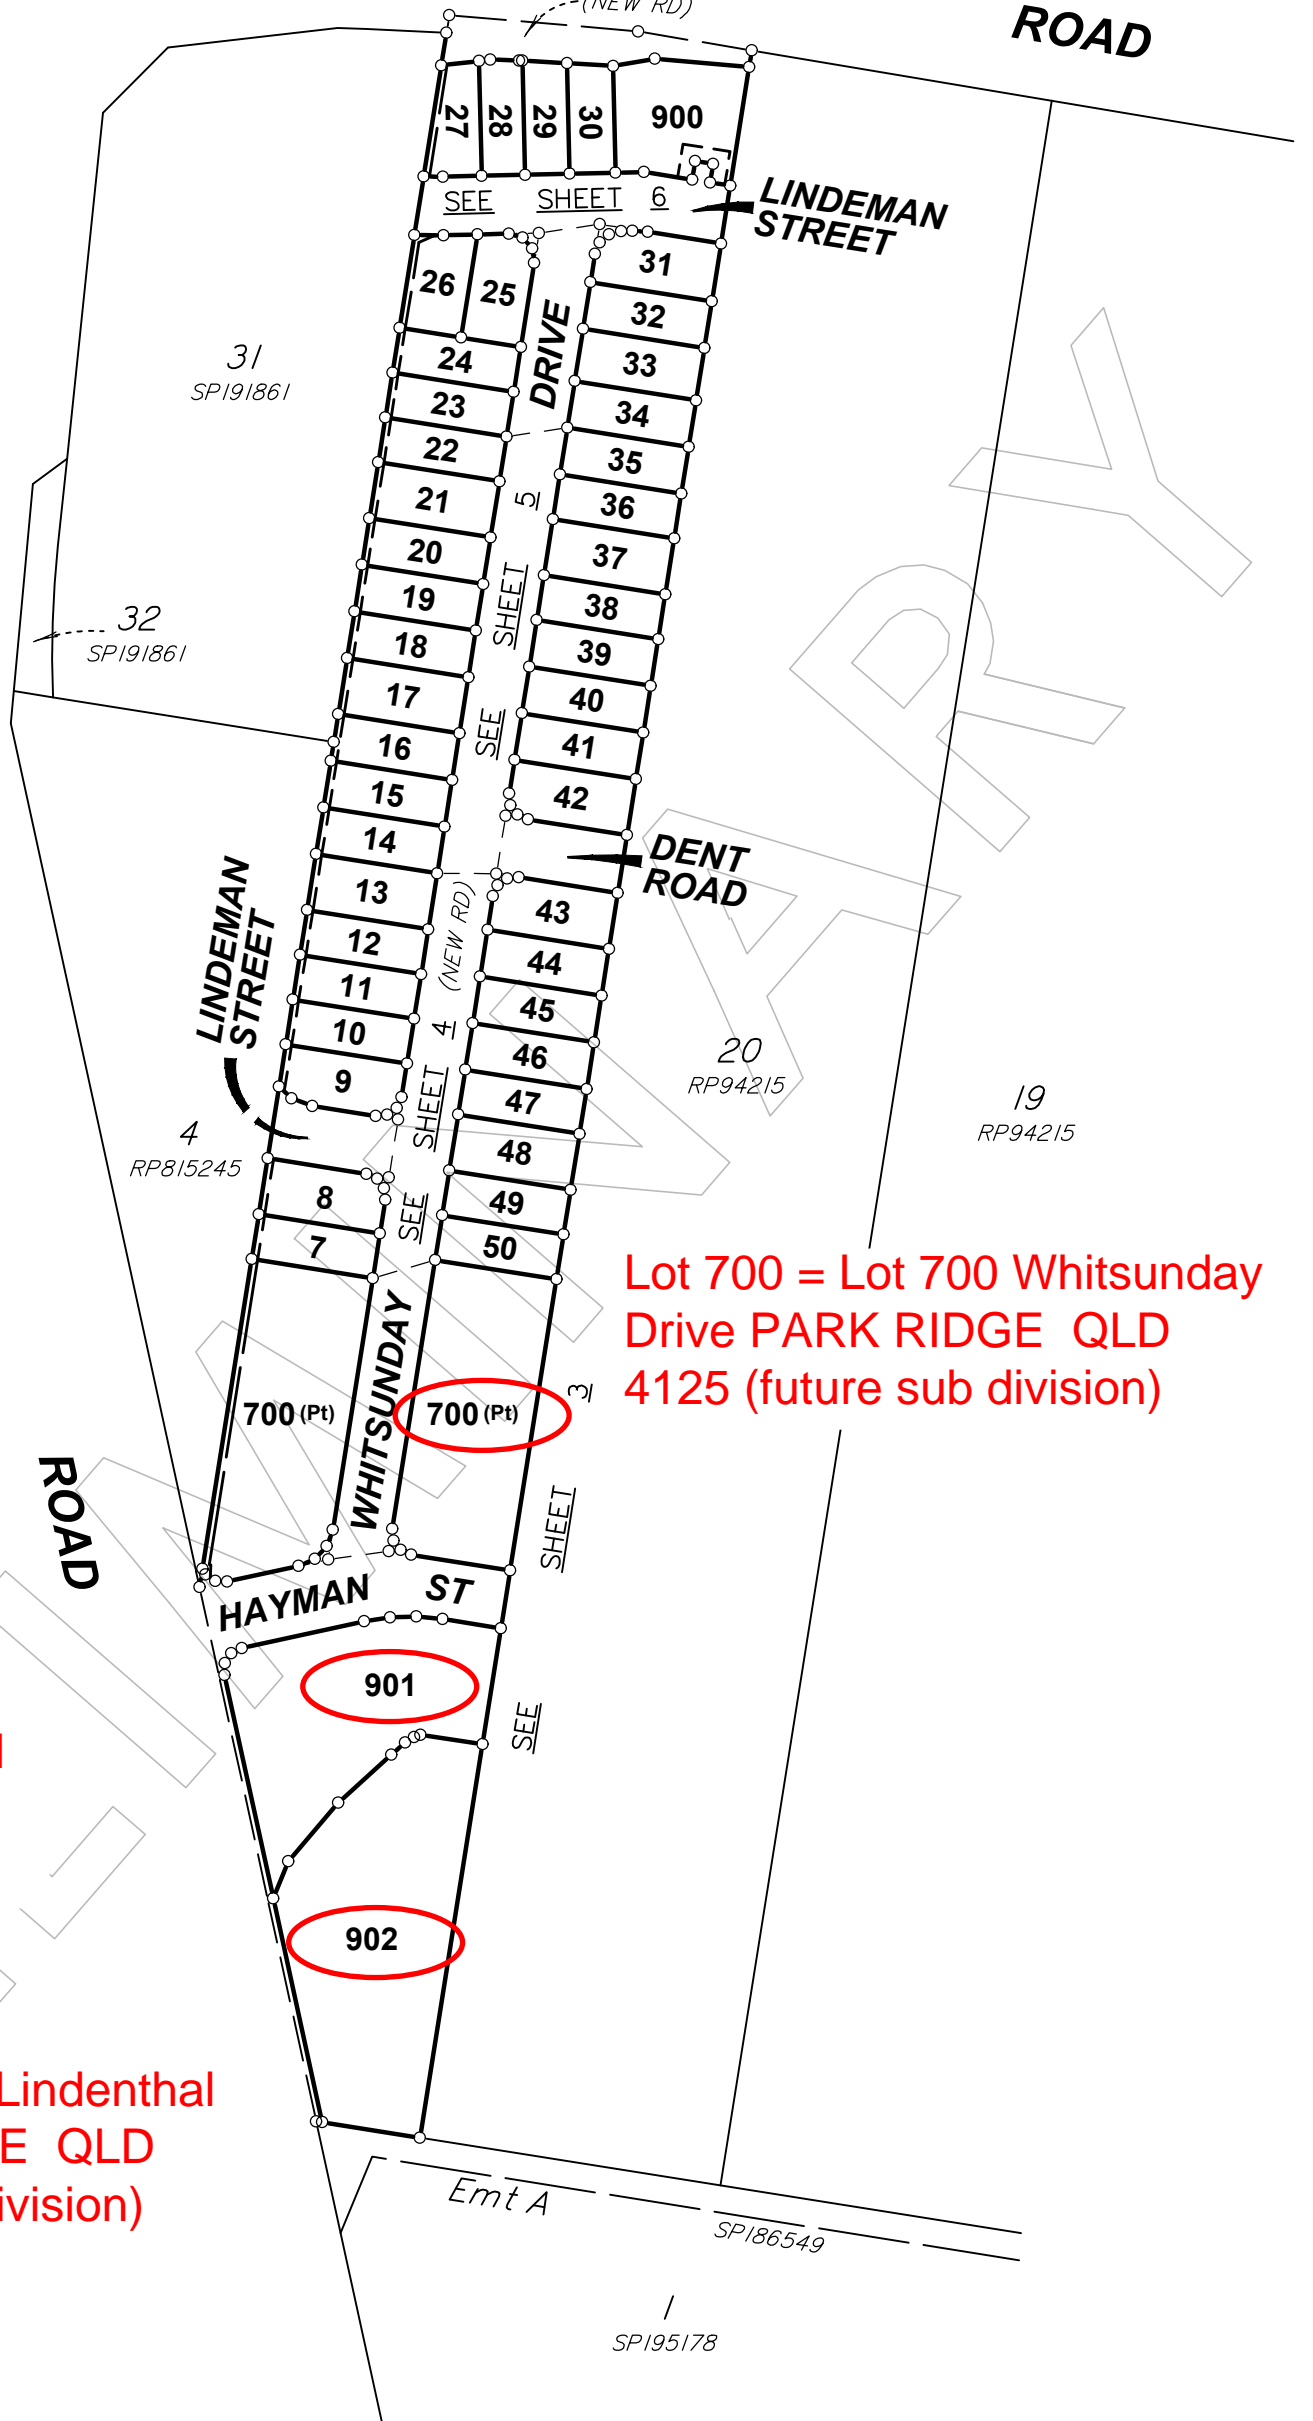 (NEW RD)
ROAD
27
28
29
30
900
SEE SHEET 6
LINDEMAN
STREET
26
25
31
32
24
DRIVE
33
31
SP191861
23
34
22
35
21
5
36
20
37
19
SHEET
38
32
SP191861
18
39
17
40
16
SEE
41
15
42
14
DENT
ROAD
13
43
LINDEMAN
STREET
12
(NEW RD)
44
11
45
10
4
46
20
RP94215
9
SHEET
47
19
RP94215
4
RP815245
48
8
SEE
49
7
50
Lot 700 = Lot 700 Whitsunday
Drive PARK RIDGE QLD
4125 (future sub division)
700 (Pt)
WHITSUNDAY
700 (Pt)
3
ROAD
SHEET
HAYMAN ST
901
SEE
902
Lindenthal
E QLD
ivision)
Emt A
SP186549
1
SP195178